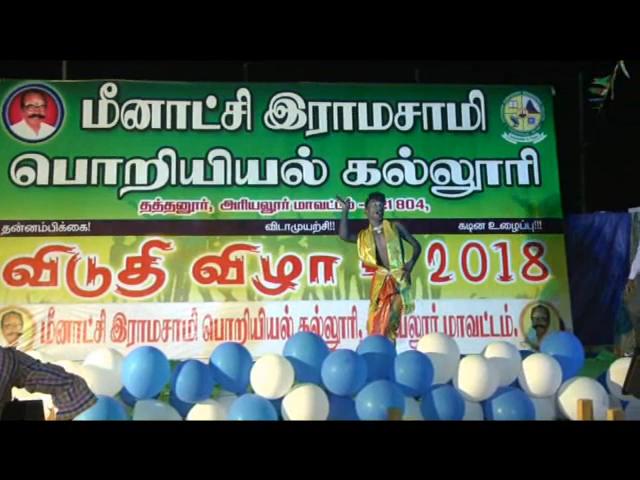 மீனாட்சி இராமசாமி
பொறியியல் கல்லூரி
தத்தனூர், அரியலூர் மாவட்டம் - 621804,
தன்னம்பிக்கை! விடாமுயற்சி!! கடின உழைப்பு!!!
விடுதி விழா - 2018
மீனாட்சி இராமசாமி பொறியியல் கல்லூரி, மாவட்டம்.